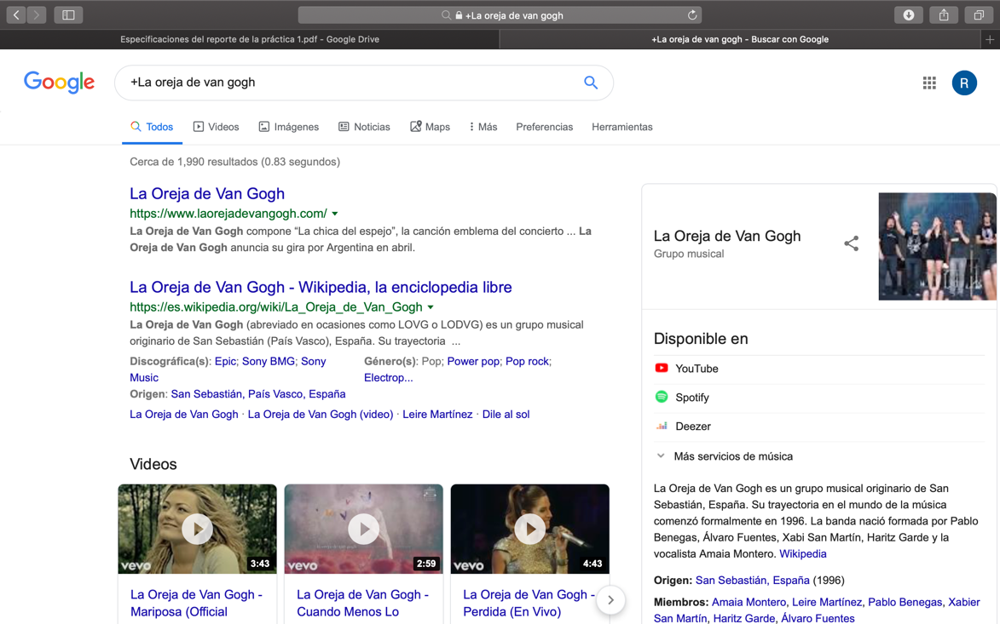 +La oreja de van gogh
Especificaciones del reporte de la práctica 1.pdf - Google Drive
+La oreja de van gogh - Buscar con Google
Google
+La oreja de van gogh
R
Todos
Videos
Imágenes
Noticias
Maps
Más
Preferencias
Herramientas
Cerca de 1,990 resultados (0.83 segundos)
La Oreja de Van Gogh
https://www.laorejadevangogh.com/
La Oreja de Van Gogh compone “La chica del espejo”, la canción emblema del concierto ... La
Oreja de Van Gogh anuncia su gira por Argentina en abril.
La Oreja de Van Gogh - Wikipedia, la enciclopedia libre
https://es.wikipedia.org/wiki/La_Oreja_de_Van_Gogh
La Oreja de Van Gogh (abreviado en ocasiones como LOVG o LODVG) es un grupo musical
originario de San Sebastián (País Vasco), España. Su trayectoria ...
Discográfica(s): Epic; Sony BMG; Sony
Music
Género(s): Pop; Power pop; Pop rock;
Electrop...
Origen: San Sebastián, País Vasco, España
La Oreja de Van Gogh · La Oreja de Van Gogh (video) · Leire Martínez · Dile al sol
Videos
vevo
3:43
La Oreja de Van Gogh -
Mariposa (Official
vevo
2:59
La Oreja de Van Gogh -
Cuando Menos Lo
vevo
4:43
La Oreja de Van Gogh -
Perdida (En Vivo)
La Oreja de Van Gogh
Grupo musical
Disponible en
YouTube
Spotify
Deezer
Más servicios de música
La Oreja de Van Gogh es un grupo musical originario de San
Sebastián, España. Su trayectoria en el mundo de la música
comenzó formalmente en 1996. La banda nació formada por Pablo
Benegas, Álvaro Fuentes, Xabi San Martín, Haritz Garde y la
vocalista Amaia Montero. Wikipedia
Origen: San Sebastián, España (1996)
Miembros: Amaia Montero, Leire Martínez, Pablo Benegas, Xabier
San Martín, Haritz Garde, Álvaro Fuentes